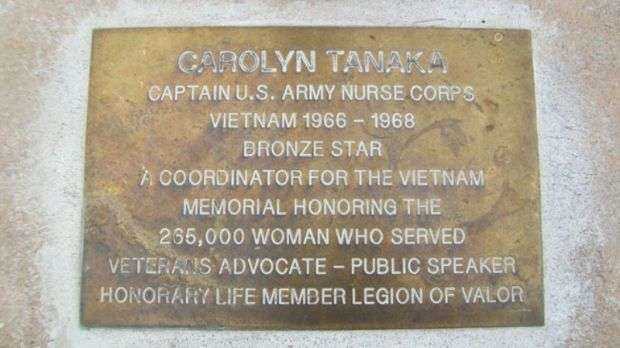 CAROLYN TANAKA
CAPTAIN U.S. ARMY NURSE CORPS
VIETNAM 1966 – 1968
BRONZE STAR
A COORDINATOR FOR THE VIETNAM
MEMORIAL HONORING THE
265,000 WOMAN WHO SERVED
VETERANS ADVOCATE – PUBLIC SPEAKER
HONORARY LIFE MEMBER LEGION OF VALOR